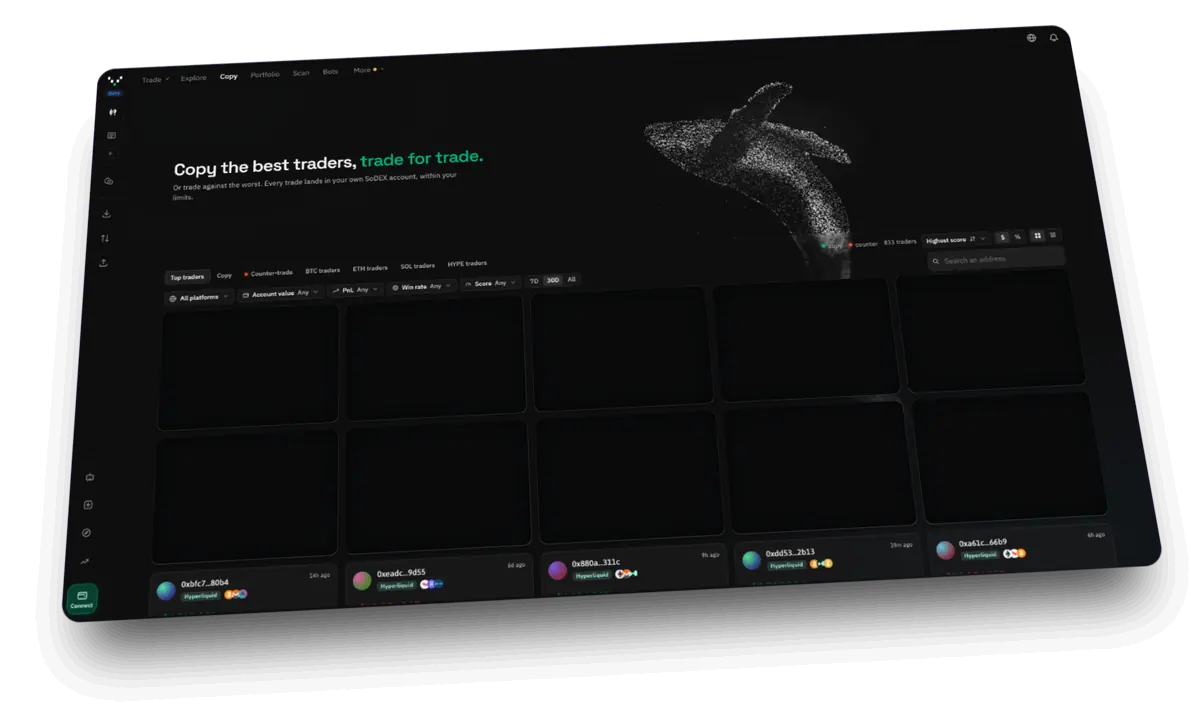 Trade Explore Copy Portfolio Scan Bots More
Copy the best traders, trade for trade.
Or trade against the worst. Every trade lands in your own SoDEX account, within your
limits.
counter 833 traders Highest score $ %
Top traders Copy Counter-trade BTC traders ETH traders SOL traders HYPE traders
Search an address
All platforms Account value Any PnL Any Win rate Any Score Any 7D 30D All
0xbfc7…80b4 14h ago
Hyperliquid
0xeadc…9d55 6d ago
Hyperliquid
0x880a…311c 9h ago
Hyperliquid
0xdd53…2b13 19m ago
Hyperliquid
0xa61c…66b9 6h ago
Hyperliquid
Connect